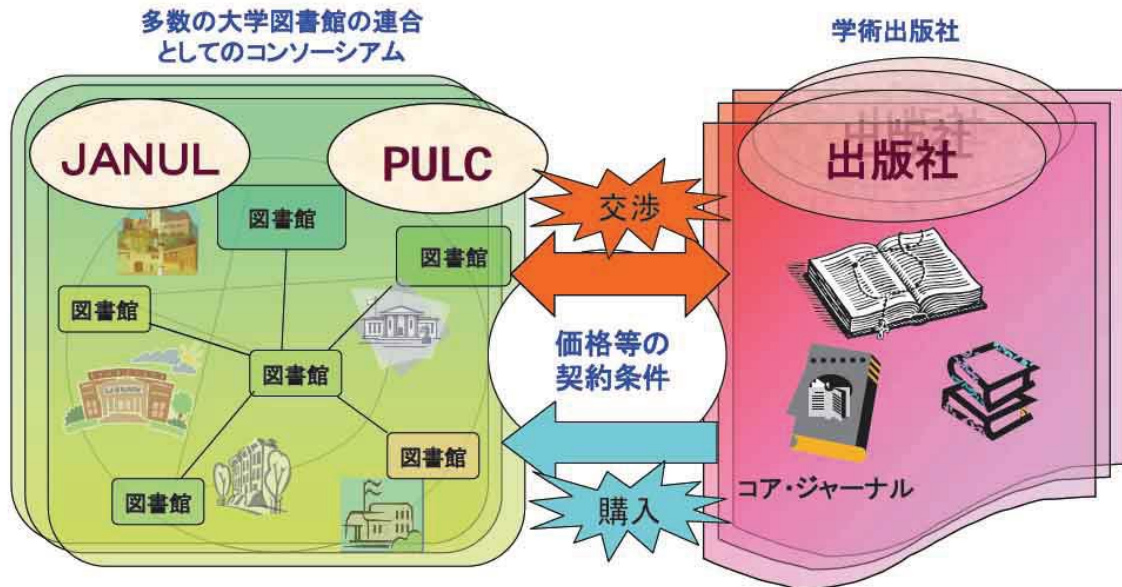 多数の大学図書館の連合
としてのコンソーシアム
学術出版社
JANUL
PULC
出版社
出版社
交渉
図書館
図書館
図書館
図書館
図書館
図書館
価格等の
契約条件
コア・ジャーナル
購入